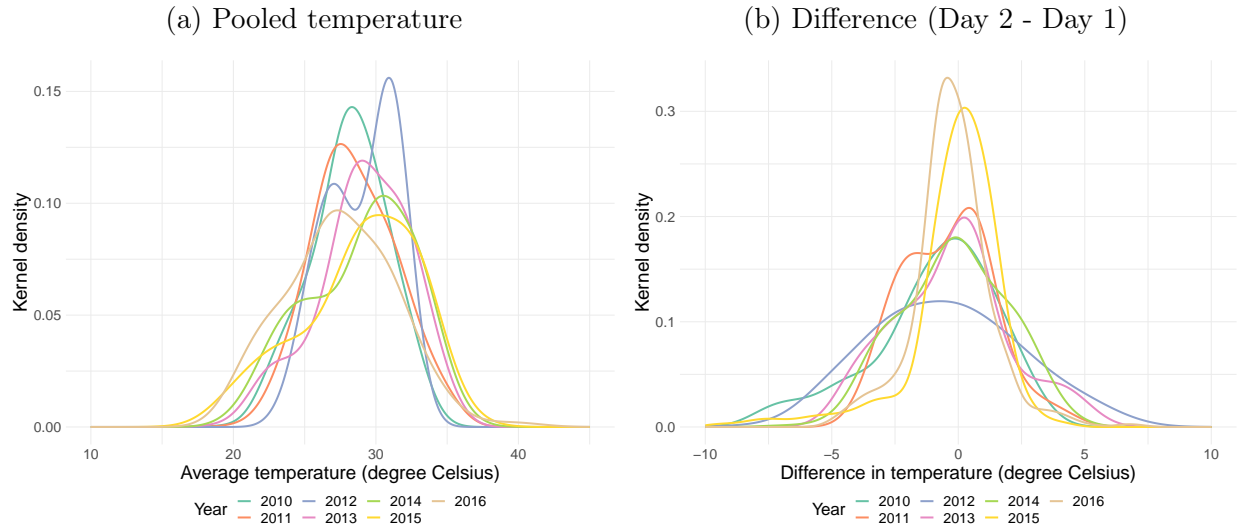 (a) Pooled temperature
0.15
0.10
0.05
0.00
Kernel density
10 20 30 40
Average temperature (degree Celsius)
Year
2010 2012 2014 2016
2011 2013 2015
(b) Difference (Day 2 - Day 1)
0.3
0.2
0.1
0.0
Kernel density
−10 −5 0 5 10
Difference in temperature (degree Celsius)
Year
2010 2012 2014 2016
2011 2013 2015